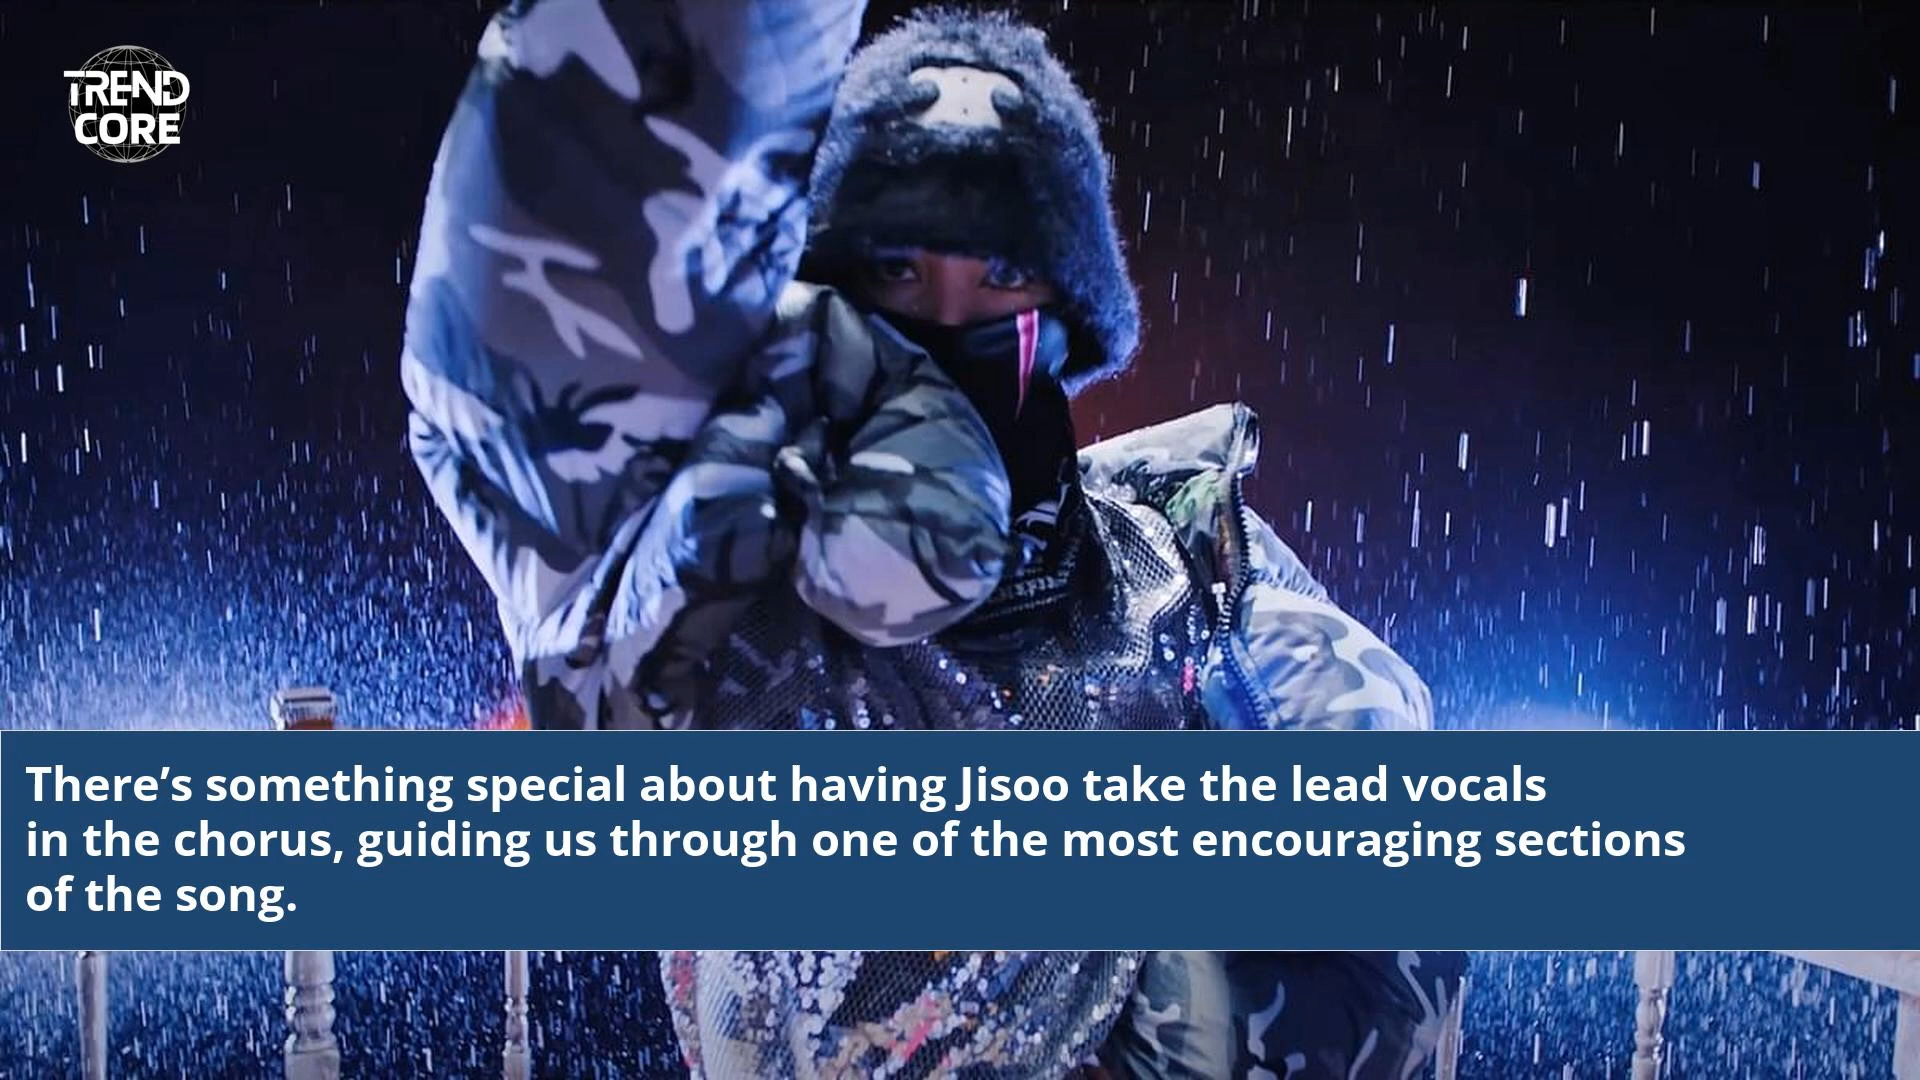 TREND
CORE
There’s something special about having Jisoo take the lead vocals
in the chorus, guiding us through one of the most encouraging sections
of the song.